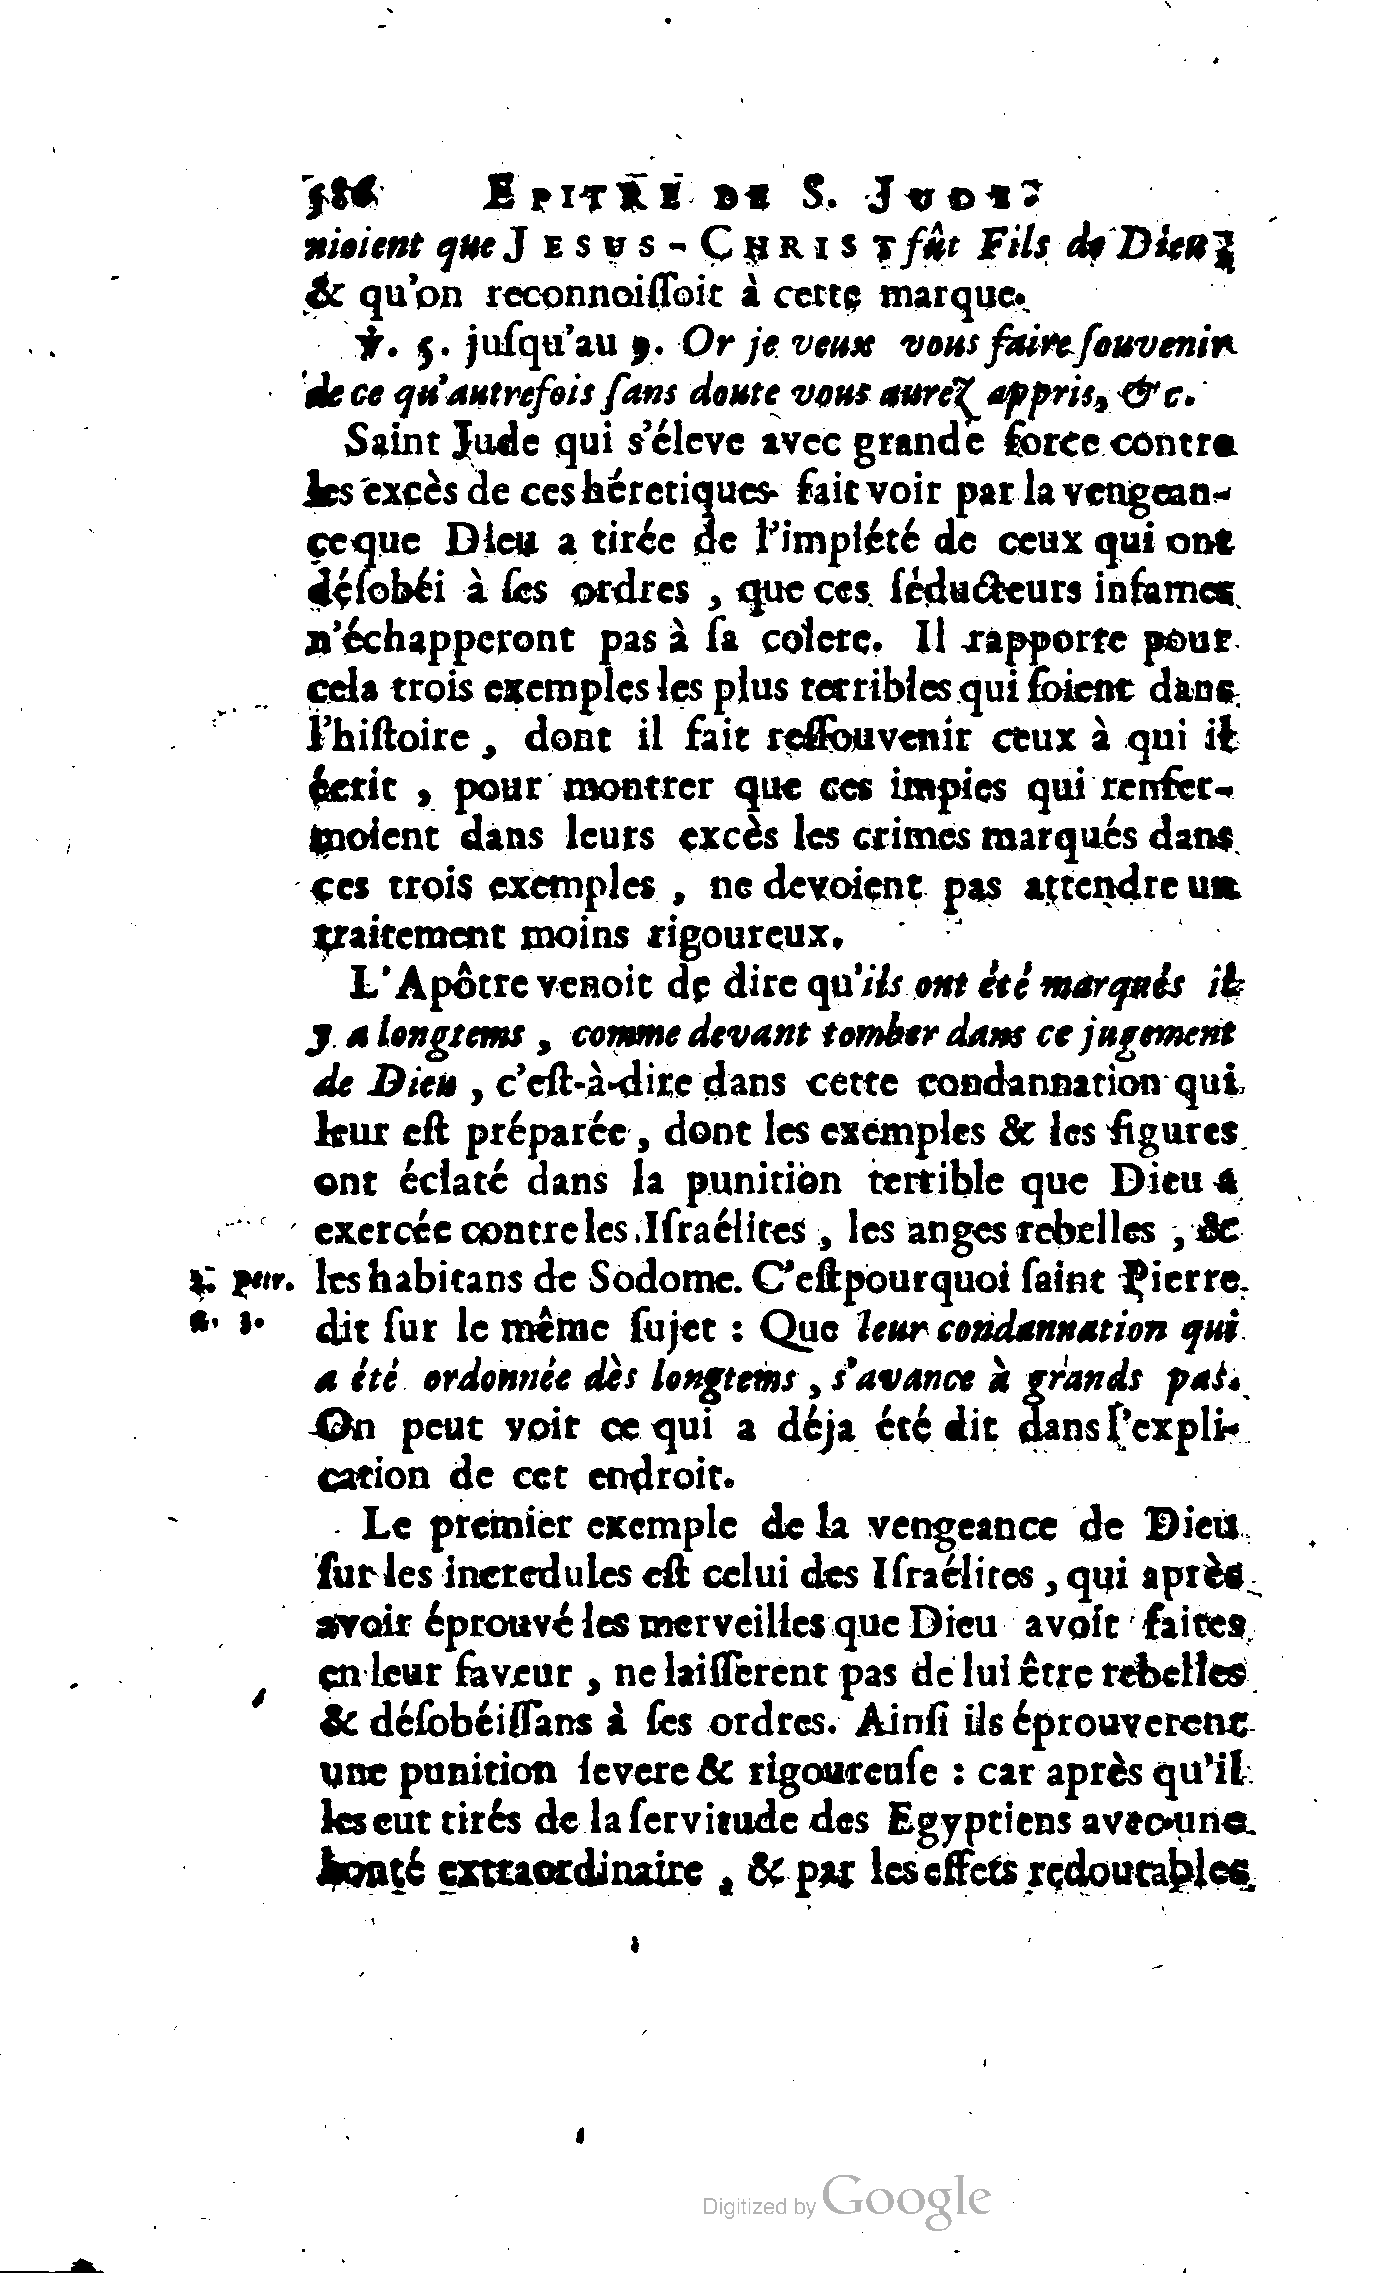 586 EPITRE DE S. JUDE.
nioient que JESUS-CHRIST fût Fils de Dieu,
& qu'on reconnoiſſoit à cette marque.
℣. 5. juſqu'au 9. Or je veux vous faire ſouvenir
de ce qu'autrefois ſans doute vous aurez appris, &c.
Saint Jude qui s'éleve avec grande force contre
les excès de ces héretiques fait voir par la vengean-
ce que Dieu a tirée de l'impiété de ceux qui ont
déſobéi à ſes ordres, que ces ſéducteurs infames
n'échapperont pas à ſa colere. Il rapporte pour
cela trois exemples les plus terribles qui ſoient dans
l'hiſtoire, dont il fait reſſouvenir ceux à qui il
écrit, pour montrer que ces impies qui renfer-
moient dans leurs excès les crimes marqués dans
ces trois exemples, ne devoient pas attendre un
traitement moins rigoureux.
L'Apôtre venoit de dire qu'ils ont été marqués il
y a longtems, comme devant tomber dans ce jugement
de Dieu, c'eſt-à-dire dans cette condannation qui
leur eſt préparée, dont les exemples & les figures
ont éclaté dans la punition terrible que Dieu a
exercée contre les Iſraélites, les anges rebelles, &
les habitans de Sodome. C'eſt pourquoi ſaint Pierre
dit ſur le même ſujet : Que leur condannation qui
a été ordonnée dès longtems, s'avance à grands pas.
On peut voir ce qui a déja été dit dans l'expli-
cation de cet endroit.
Le premier exemple de la vengeance de Dieu
ſur les incredules eſt celui des Iſraélites, qui après
avoir éprouvé les merveilles que Dieu avoit faites
en leur faveur, ne laiſſerent pas de lui être rebelles
& déſobéiſſans à ſes ordres. Ainſi ils éprouverent
une punition ſevere & rigoureuſe : car après qu'il
les eut tirés de la ſervitude des Egyptiens avec une
bonté extraordinaire, & par les effets redoutables
Petr.
2. 3.
Digitized by Google